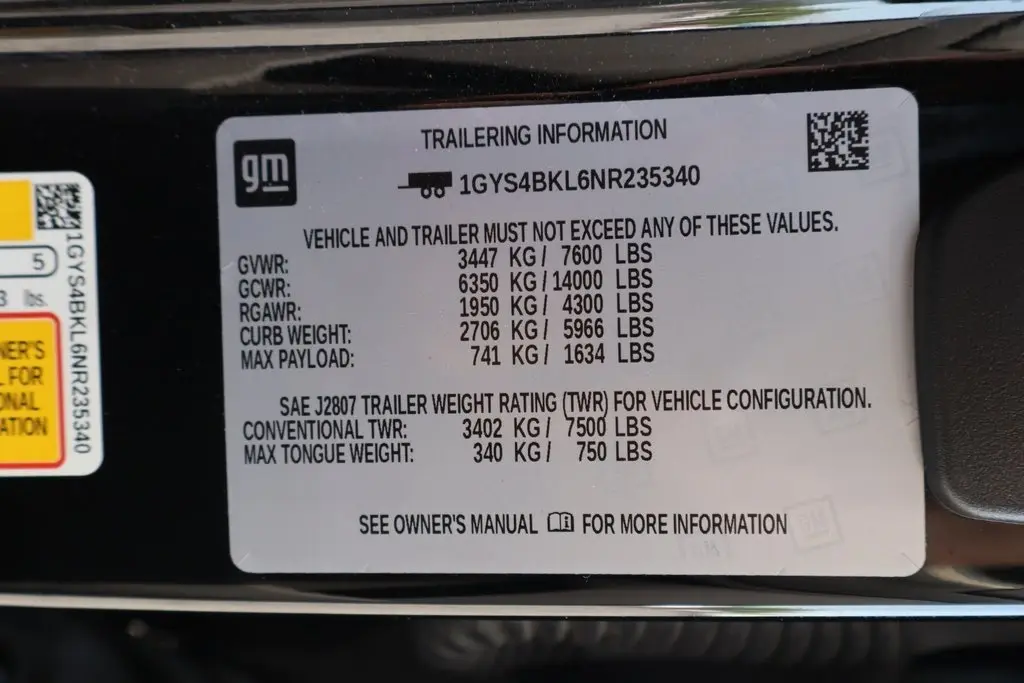 gm
TRAILERING INFORMATION
1GYS4BKL6NR235340
VEHICLE AND TRAILER MUST NOT EXCEED ANY OF THESE VALUES.
GVWR: 3447 KG / 7600 LBS
GCWR: 6350 KG / 14000 LBS
RGAWR: 1950 KG / 4300 LBS
CURB WEIGHT: 2706 KG / 5966 LBS
MAX PAYLOAD: 741 KG / 1634 LBS
SAE J2807 TRAILER WEIGHT RATING (TWR) FOR VEHICLE CONFIGURATION.
CONVENTIONAL TWR: 3402 KG / 7500 LBS
MAX TONGUE WEIGHT: 340 KG / 750 LBS
SEE OWNER'S MANUAL FOR MORE INFORMATION
5
3 lbs.
NER'S
FOR
ONAL
ATION
1GYS4BKL6NR235340